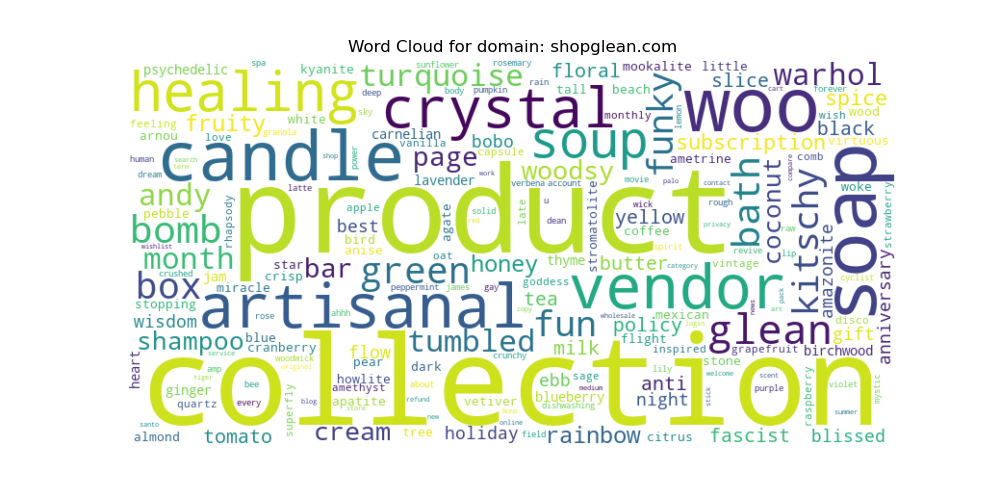 Word Cloud for domain: shopglean.com
psychedelic spa kyanite sunflower rosemary floral mookalite little
healing turquoise tall rain beach slice warhol
deep body pumpkin cart forever
crystal funky woo spice
feeling fruity granola white sky monthly lemon wish wood
arnou love carnelian vanilla bobo soup subscription black virtuous
human candle page capsule woodsy ametrine compare comb
dream search term shop power lavender work verbena account movie palo contact woke
andy latte product u stromatolite wick rough bath coconut kitschy soap strawberry
pebble rhapsody apple agate solid late dean yellow coffee privacy raw
bomb best bird anise red spirit revive lip amazonite
wishlist month star oat thyme butter vintage cyclist
crushed jam crisp bar green honey goddess category
box miracle peppermint james gay vendor pack anniversary
stopping rose artisanal copy tea wholesale mexican news art disco
wisdom ahhh fun policy flight login glean gift
shampoo blue tumbled milk stone inspired grapefruit birchwood
service cranberry woodwick flow crunchy
heart amp original pear dark ebb sage lily welcome scent
tiger bee howlite about medium anti stick purple violet mystic
ginger amethyst apatite vetiver blueberry night raspberry
quartz every superfly blog store refund new dishwashing summer
santo collection online field
almond tomato cream tree holiday rainbow citrus fascist blissed